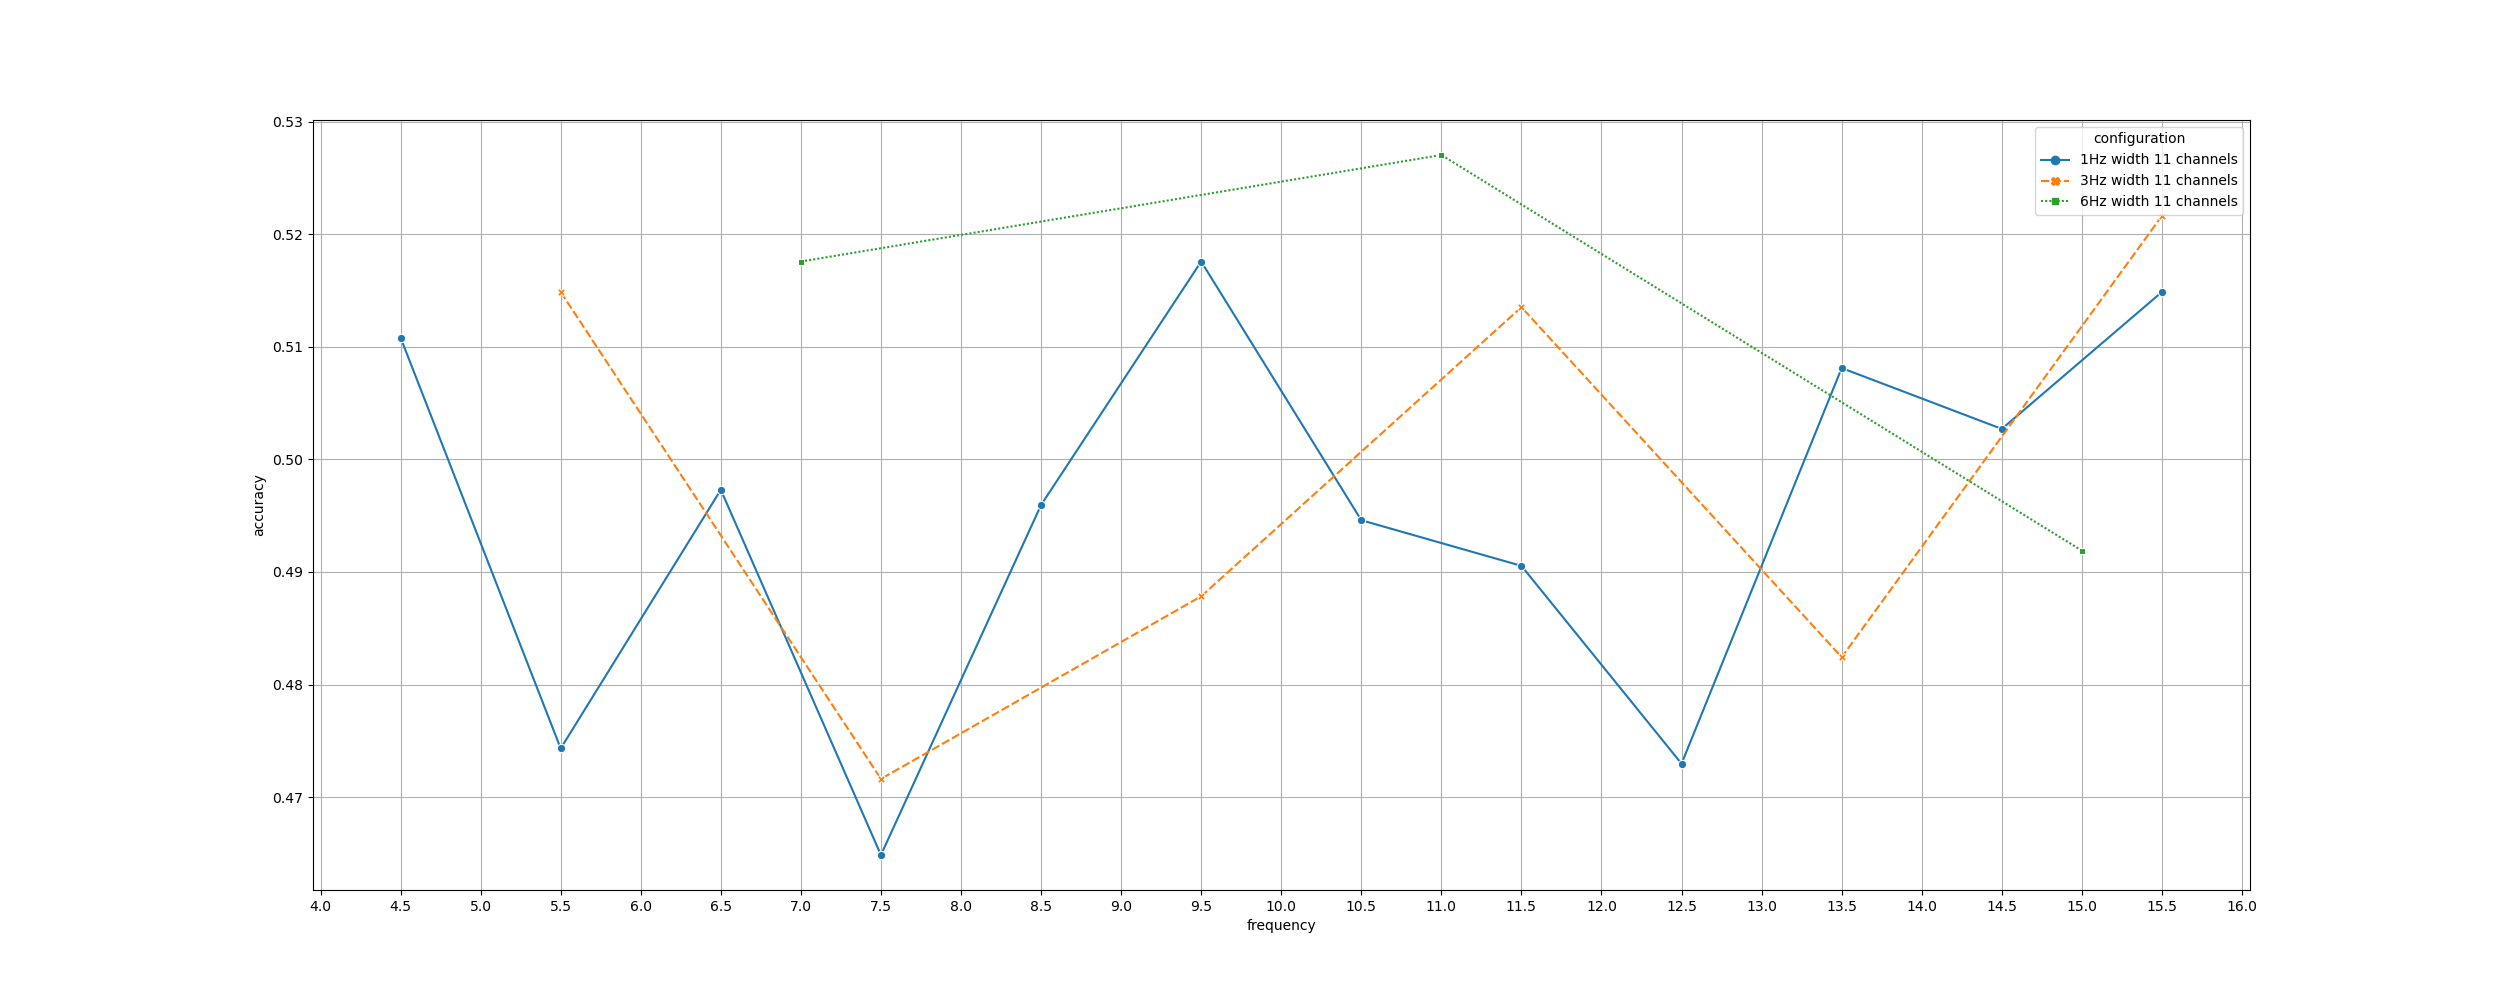 configuration
1Hz width 11 channels
3Hz width 11 channels
6Hz width 11 channels
0.53
0.52
0.51
0.50
0.49
0.48
0.47
accuracy
4.0 4.5 5.0 5.5 6.0 6.5 7.0 7.5 8.0 8.5 9.0 9.5 10.0 10.5 11.0 11.5 12.0 12.5 13.0 13.5 14.0 14.5 15.0 15.5 16.0
frequency